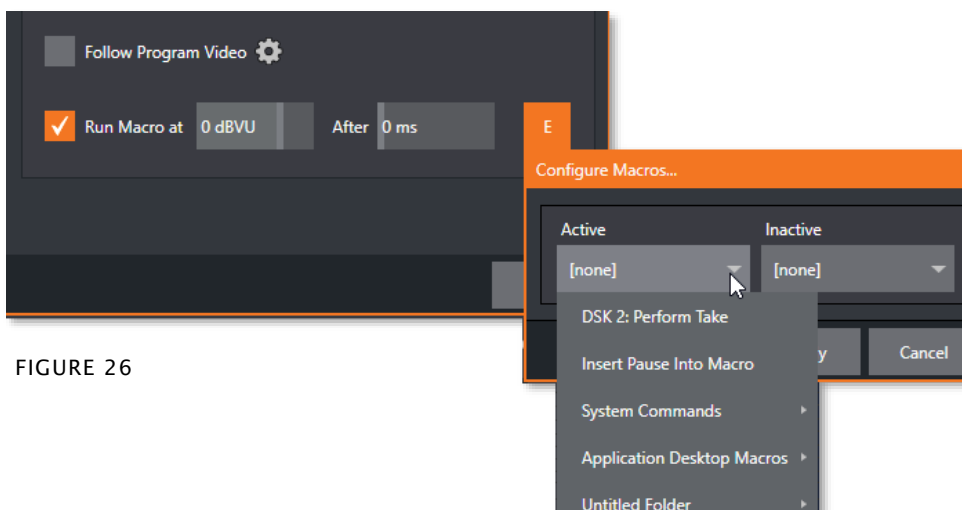 Follow Program Video
Run Macro at 0 dBVU After 0 ms E
Configure Macros...
Active Inactive
[none] [none]
DSK 2: Perform Take
Insert Pause Into Macro
System Commands
Application Desktop Macros
Untitled Folder
Cancel
FIGURE 26